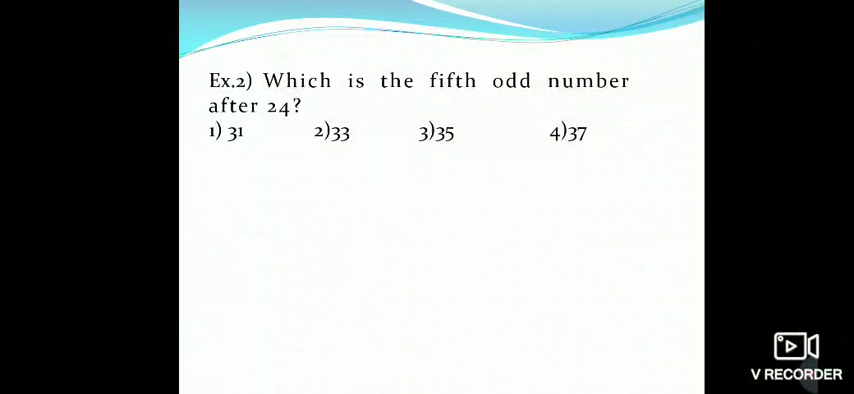 Ex.2) Which is the fifth odd number
after 24?
1) 31 2)33 3)35 4)37
V RECORDER